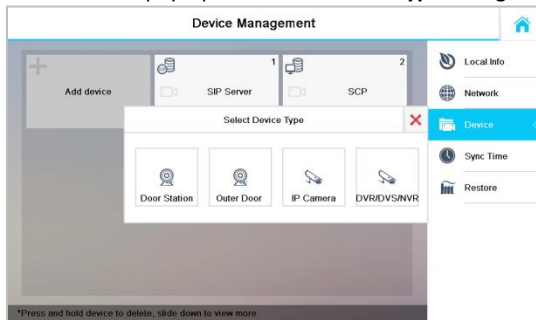 Device Management
Add device
1
SIP Server
2
SCP
Select Device Type
Door Station
Outer Door
IP Camera
DVR/DVS/NVR
*Press and hold device to delete, slide down to view more.
Local Info
Network
Device
Sync Time
Restore